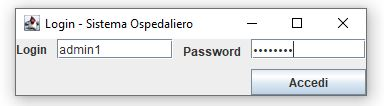 Login - Sistema Ospedaliero
Login admin1 Password ••••••••
Accedi